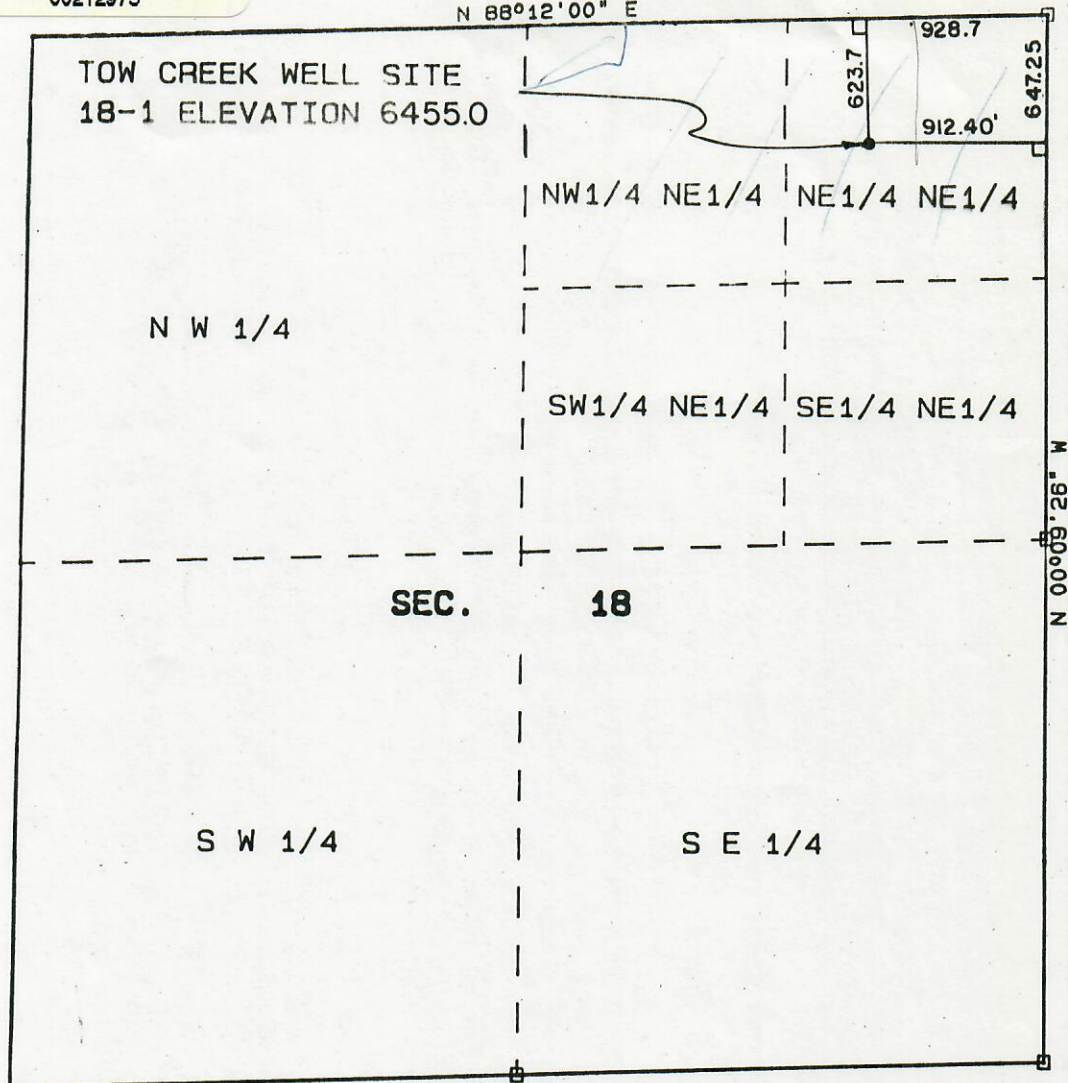 N 88°12'00" E
TOW CREEK WELL SITE
18-1 ELEVATION 6455.0
928.7
623.7
647.25
912.40'
NW1/4 NE1/4
NE1/4 NE1/4
N W 1/4
SW1/4 NE1/4
SE1/4 NE1/4
N 00°09'26" W
SEC. 18
S W 1/4
S E 1/4